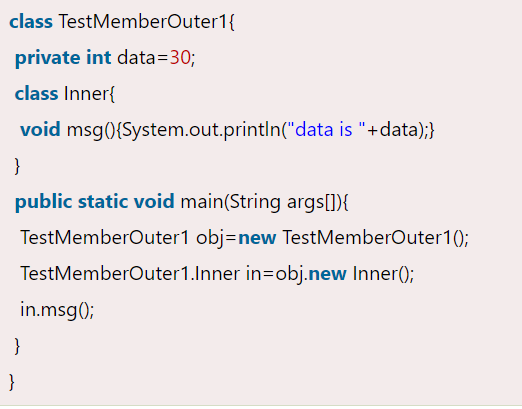 class TestMemberOuter1{
private int data=30;
class Inner{
void msg(){System.out.println("data is "+data);}
}
public static void main(String args[]){
TestMemberOuter1 obj=new TestMemberOuter1();
TestMemberOuter1.Inner in=obj.new Inner();
in.msg();
}
}